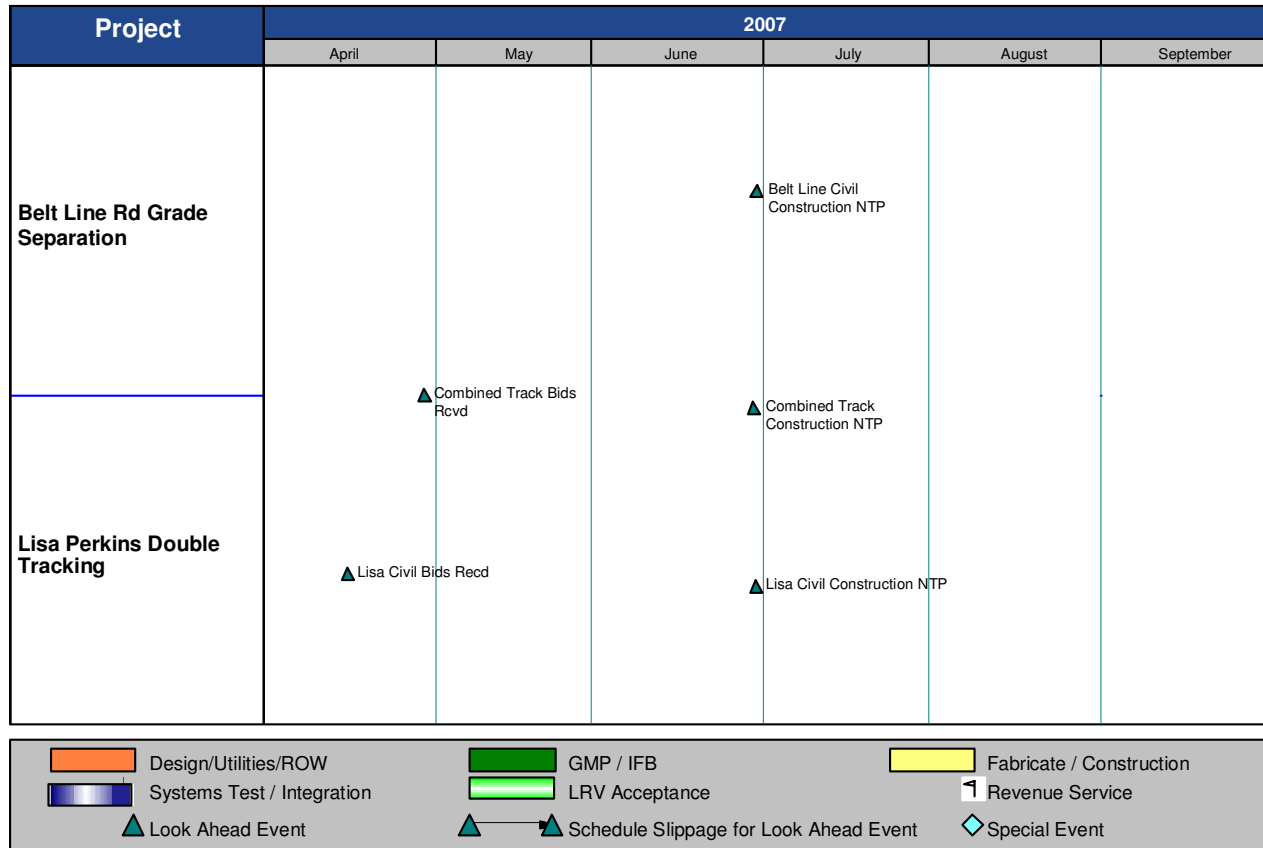 Project
2007
April
May
June
July
August
September
Belt Line Rd Grade
Separation
Belt Line Civil
Construction NTP
Combined Track Bids
Rcvd
Combined Track
Construction NTP
Lisa Perkins Double
Tracking
Lisa Civil Bids Recd
Lisa Civil Construction NTP
Design/Utilities/ROW
GMP / IFB
Fabricate / Construction
Systems Test / Integration
LRV Acceptance
Revenue Service
Look Ahead Event
Schedule Slippage for Look Ahead Event
Special Event